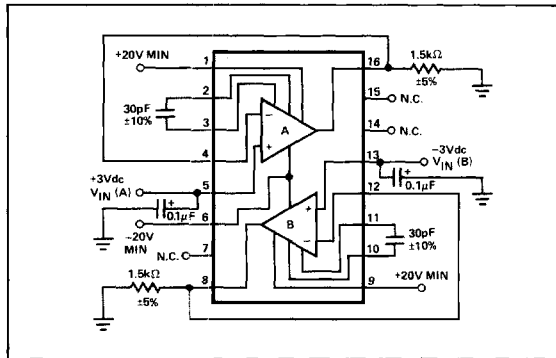 +20V MIN
1
16
1.5kΩ
±5%
2
15
N.C.
30pF
±10%
3
14
N.C.
A
−
+
4
13
−3Vdc
VIN (B)
+3Vdc
VIN (A)
5
12
+
0.1μF
+
0.1μF
6
11
−20V
MIN
+
−
B
30pF
±10%
10
N.C.
7
1.5kΩ
±5%
8
9
+20V MIN